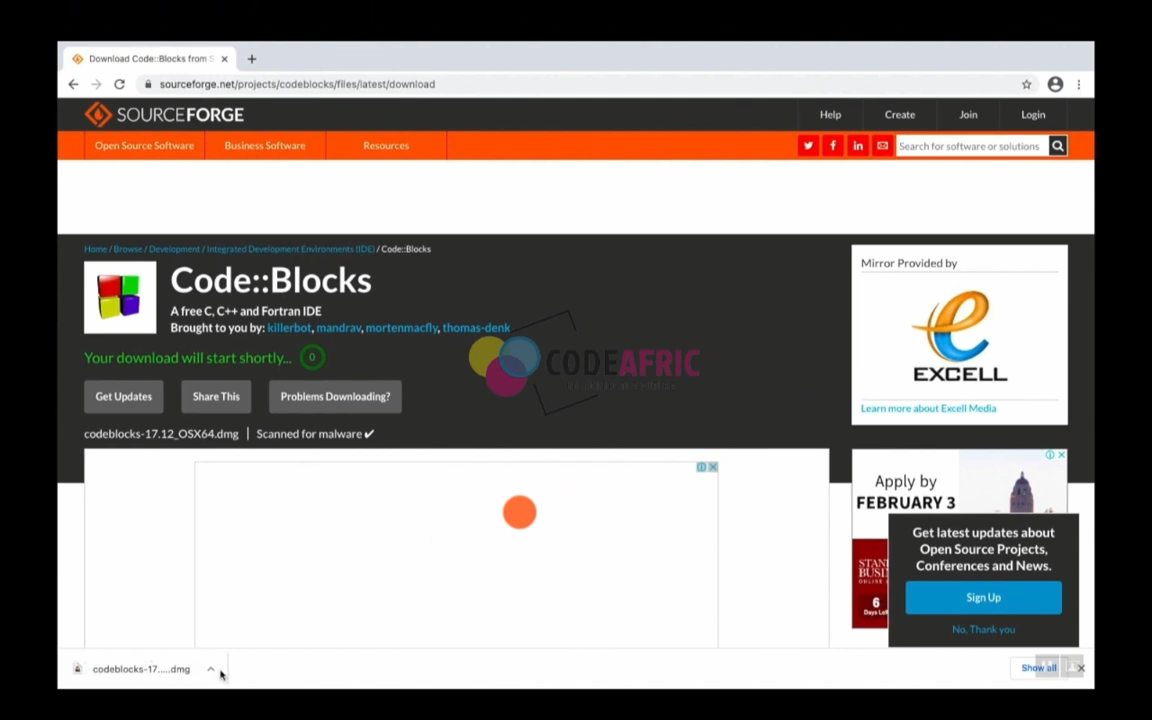 Download Code::Blocks from S
sourceforge.net/projects/codeblocks/files/latest/download
SOURCEFORGE
Help
Create
Join
Login
Open Source Software
Business Software
Resources
Search for software or solutions
Home / Browse / Development / Integrated Development Environments (IDE) / Code::Blocks
Code::Blocks
A free C, C++ and Fortran IDE
Brought to you by: killerbot, mandrav, mortenmacfly, thomas-denk
Your download will start shortly... 0
Get Updates
Share This
Problems Downloading?
codeblocks-17.12_OSX64.dmg | Scanned for malware ✔
CODEAFRIC
Mirror Provided by
EXCELL
Learn more about Excell Media
Apply by
FEBRUARY 3
STAN
BUSI
6
Days Lef
Get latest updates about
Open Source Projects,
Conferences and News.
Sign Up
No, Thank you
codeblocks-17.....dmg
Show all